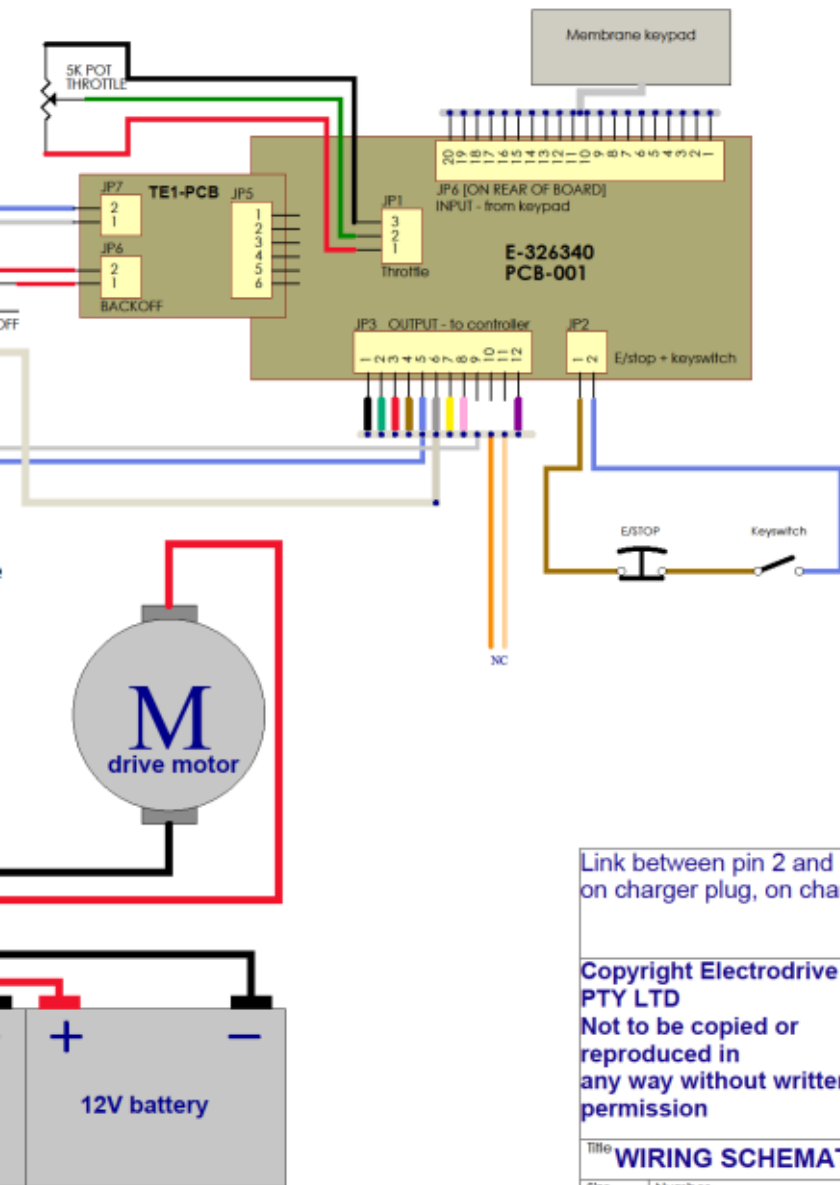 Membrane keypad
5K POT
THROTTLE
20 19 18 17 16 15 14 13 12 11 10 9 8 7 6 5 4 3 2 1
JP6 [ON REAR OF BOARD]
INPUT - from keypad
JP7
TE1-PCB
JP5
2
1
1
2
3
4
5
6
JP1
3
2
1
Throttle
JP6
2
1
BACKOFF
E-326340
PCB-001
OFF
JP3 OUTPUT - to controller
1 2 3 4 5 6 7 8 9 10 11 12
JP2
1 2
E/stop + keyswitch
E/STOP
Keyswitch
NC
M
drive motor
Link between pin 2 and
on charger plug, on cha
Copyright Electrodrive
PTY LTD
Not to be copied or
reproduced in
any way without written
permission
+ −
12V battery
Title WIRING SCHEMAT